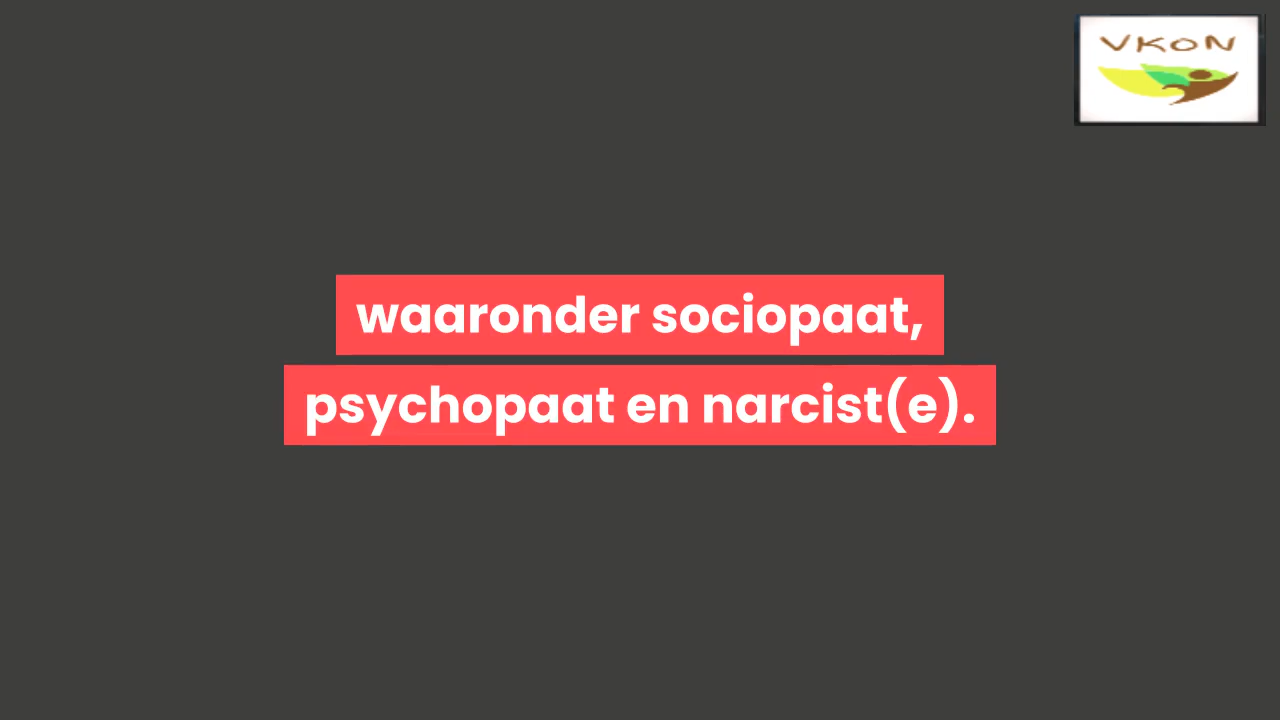 VKON
waaronder sociopaat,
psychopaat en narcist(e).